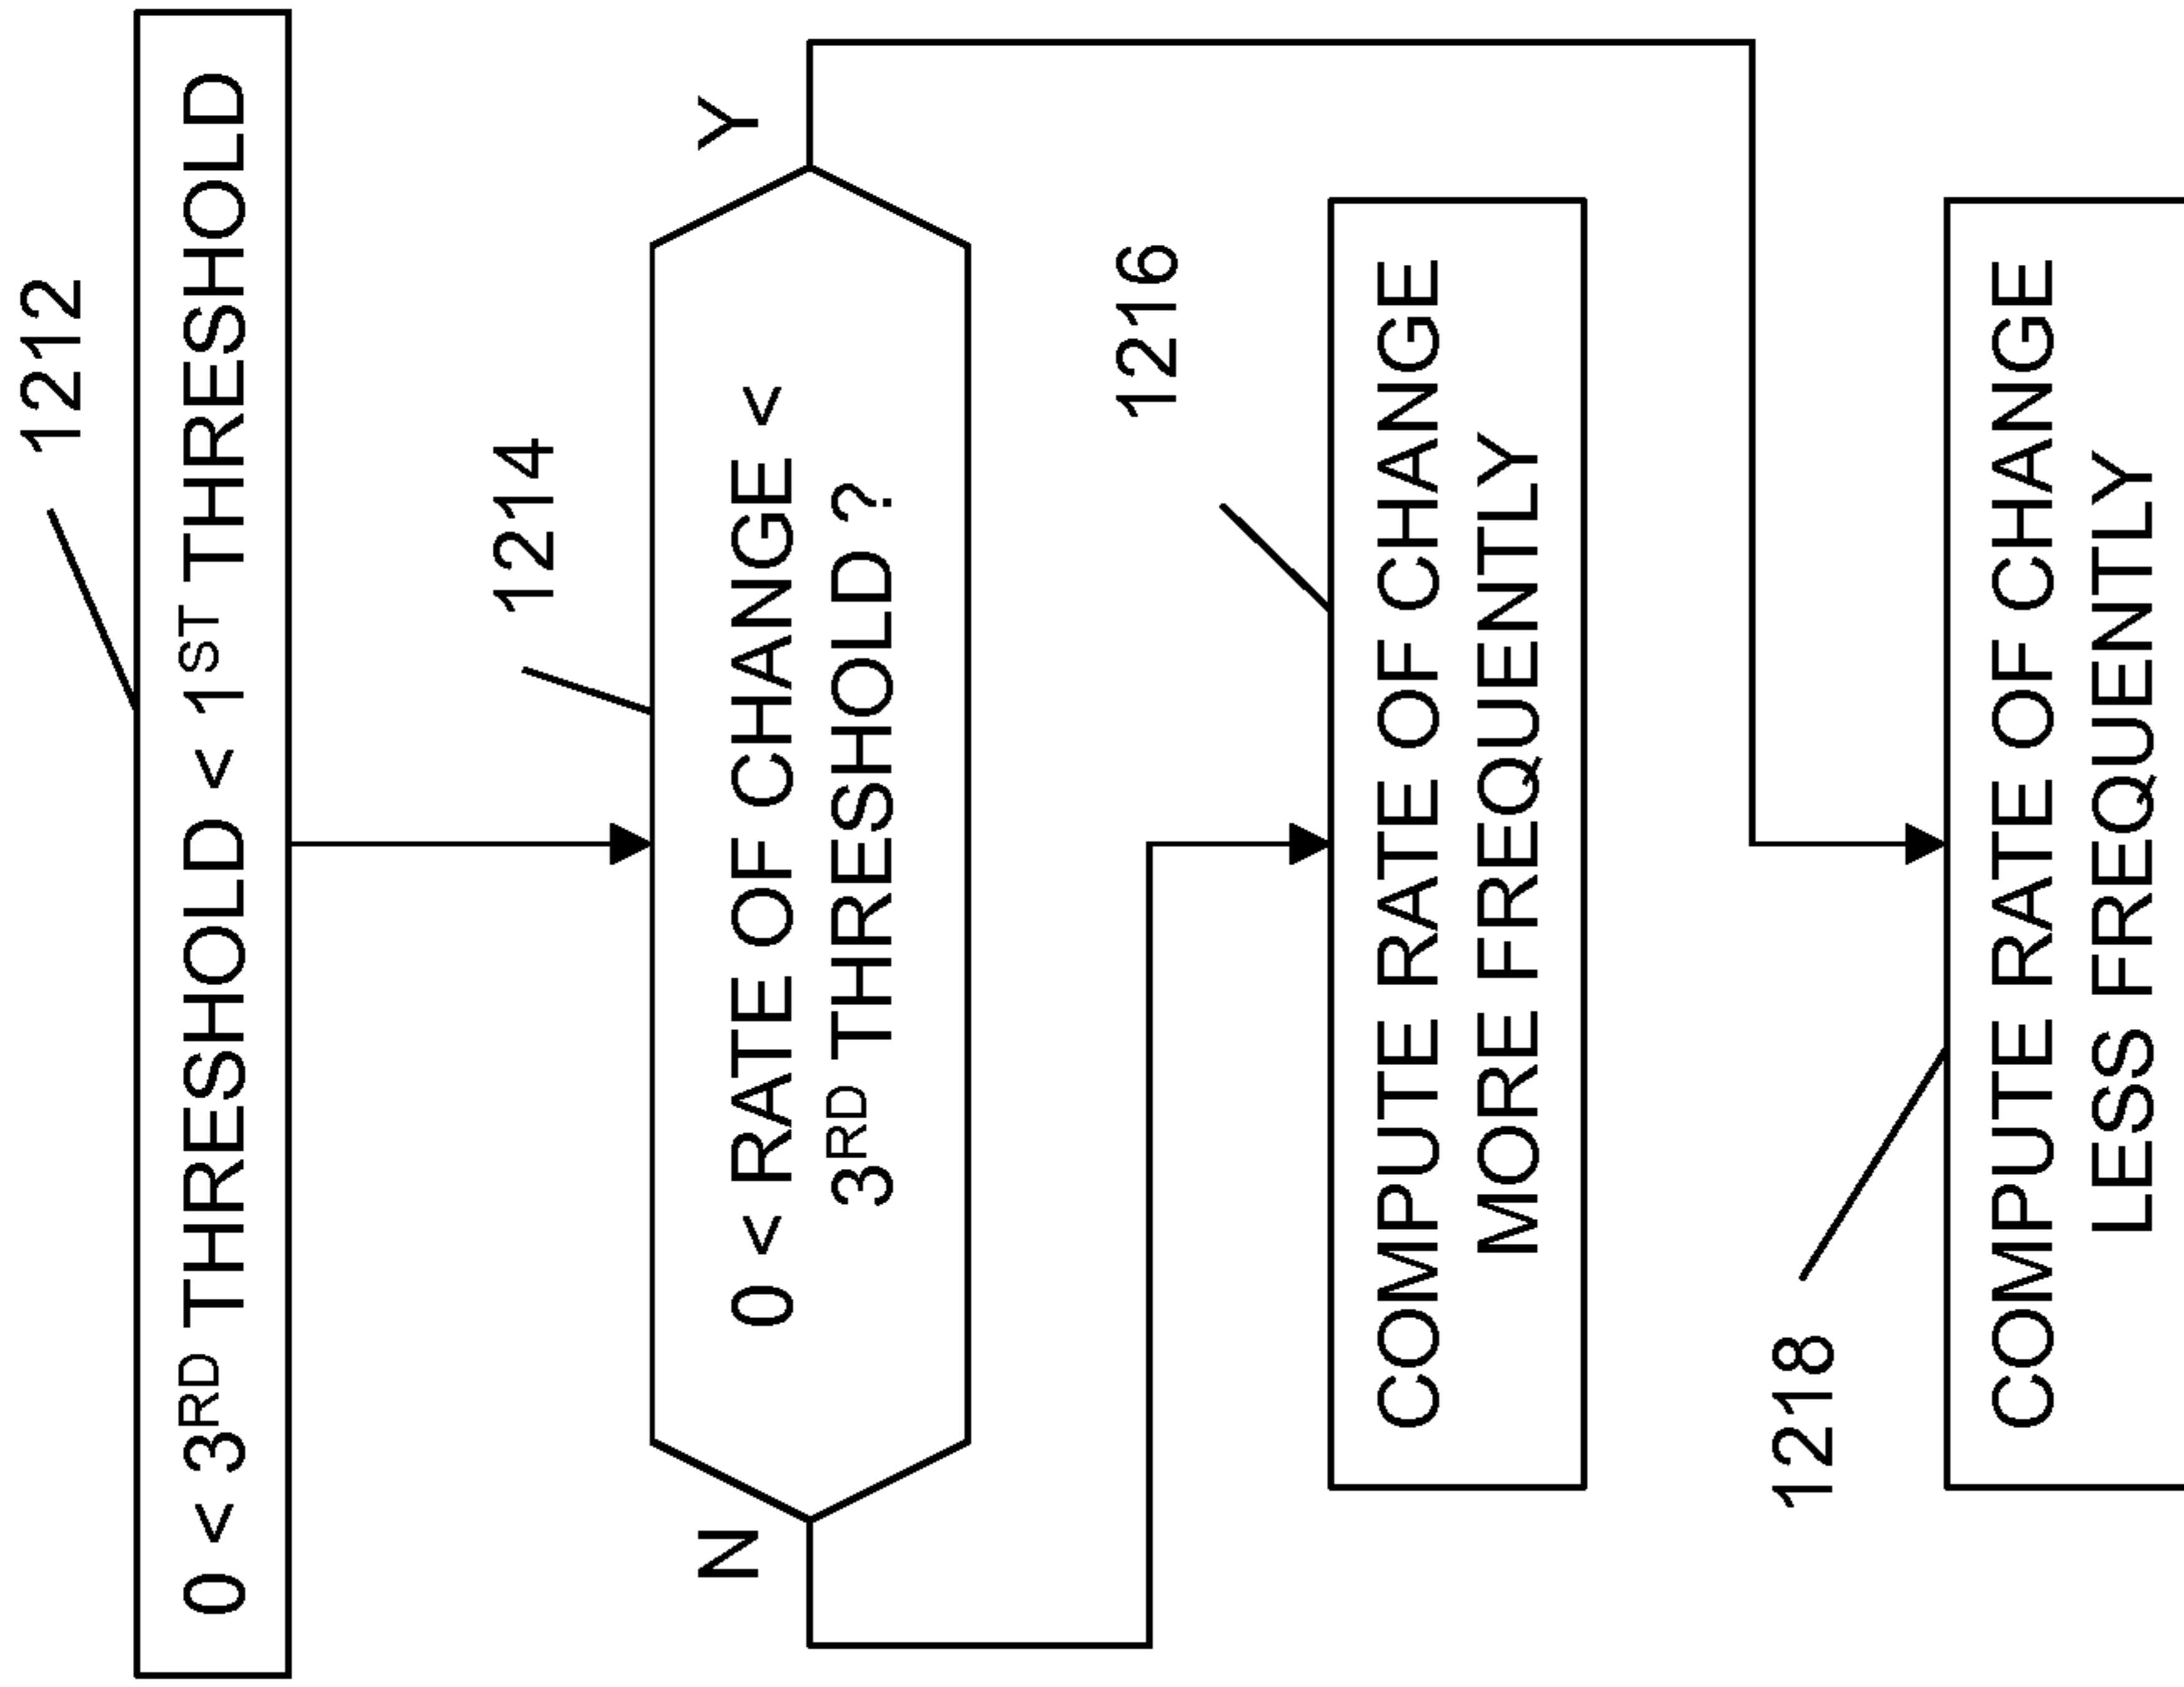 1212
0 < 3RD THRESHOLD < 1ST THRESHOLD
1214
0 < RATE OF CHANGE <
3RD THRESHOLD ?
N
Y
1216
COMPUTE RATE OF CHANGE
MORE FREQUENTLY
1218
COMPUTE RATE OF CHANGE
LESS FREQUENTLY